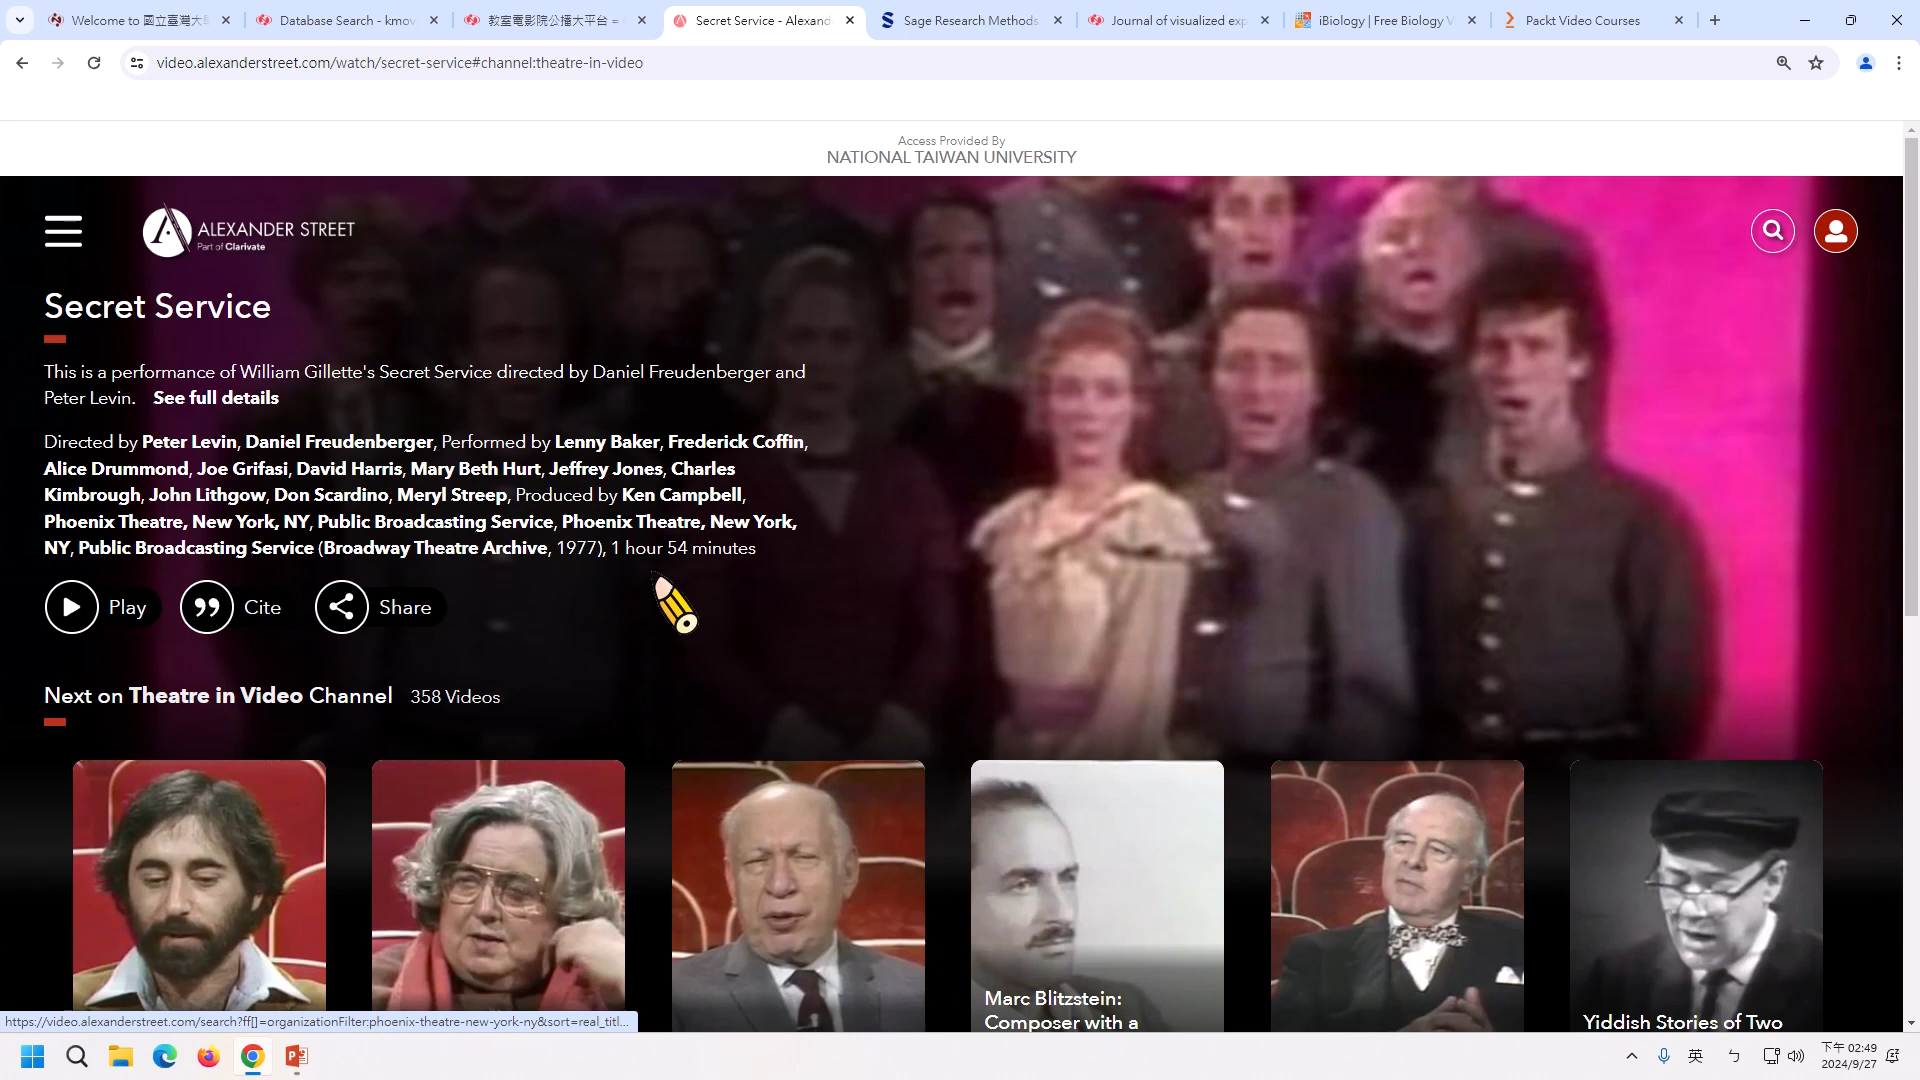 Welcome to 國立臺灣大
Database Search - kmov
教室電影院公播大平台 =
Secret Service - Alexand
Sage Research Methods
Journal of visualized exp
iBiology | Free Biology V
Packt Video Courses
video.alexanderstreet.com/watch/secret-service#channel:theatre-in-video
Access Provided By
NATIONAL TAIWAN UNIVERSITY
ALEXANDER STREET
Part of Clarivate
Secret Service
This is a performance of William Gillette's Secret Service directed by Daniel Freudenberger and
Peter Levin. See full details
Directed by Peter Levin, Daniel Freudenberger, Performed by Lenny Baker, Frederick Coffin,
Alice Drummond, Joe Grifasi, David Harris, Mary Beth Hurt, Jeffrey Jones, Charles
Kimbrough, John Lithgow, Don Scardino, Meryl Streep, Produced by Ken Campbell,
Phoenix Theatre, New York, NY, Public Broadcasting Service, Phoenix Theatre, New York,
NY, Public Broadcasting Service (Broadway Theatre Archive, 1977), 1 hour 54 minutes
Play
Cite
Share
Next on Theatre in Video Channel 358 Videos
Marc Blitzstein:
Composer with a
Yiddish Stories of Two
https://video.alexanderstreet.com/search?ff[]=organizationFilter:phoenix-theatre-new-york-ny&sort=real_titl...
英
ㄅ
下午 02:49
2024/9/27